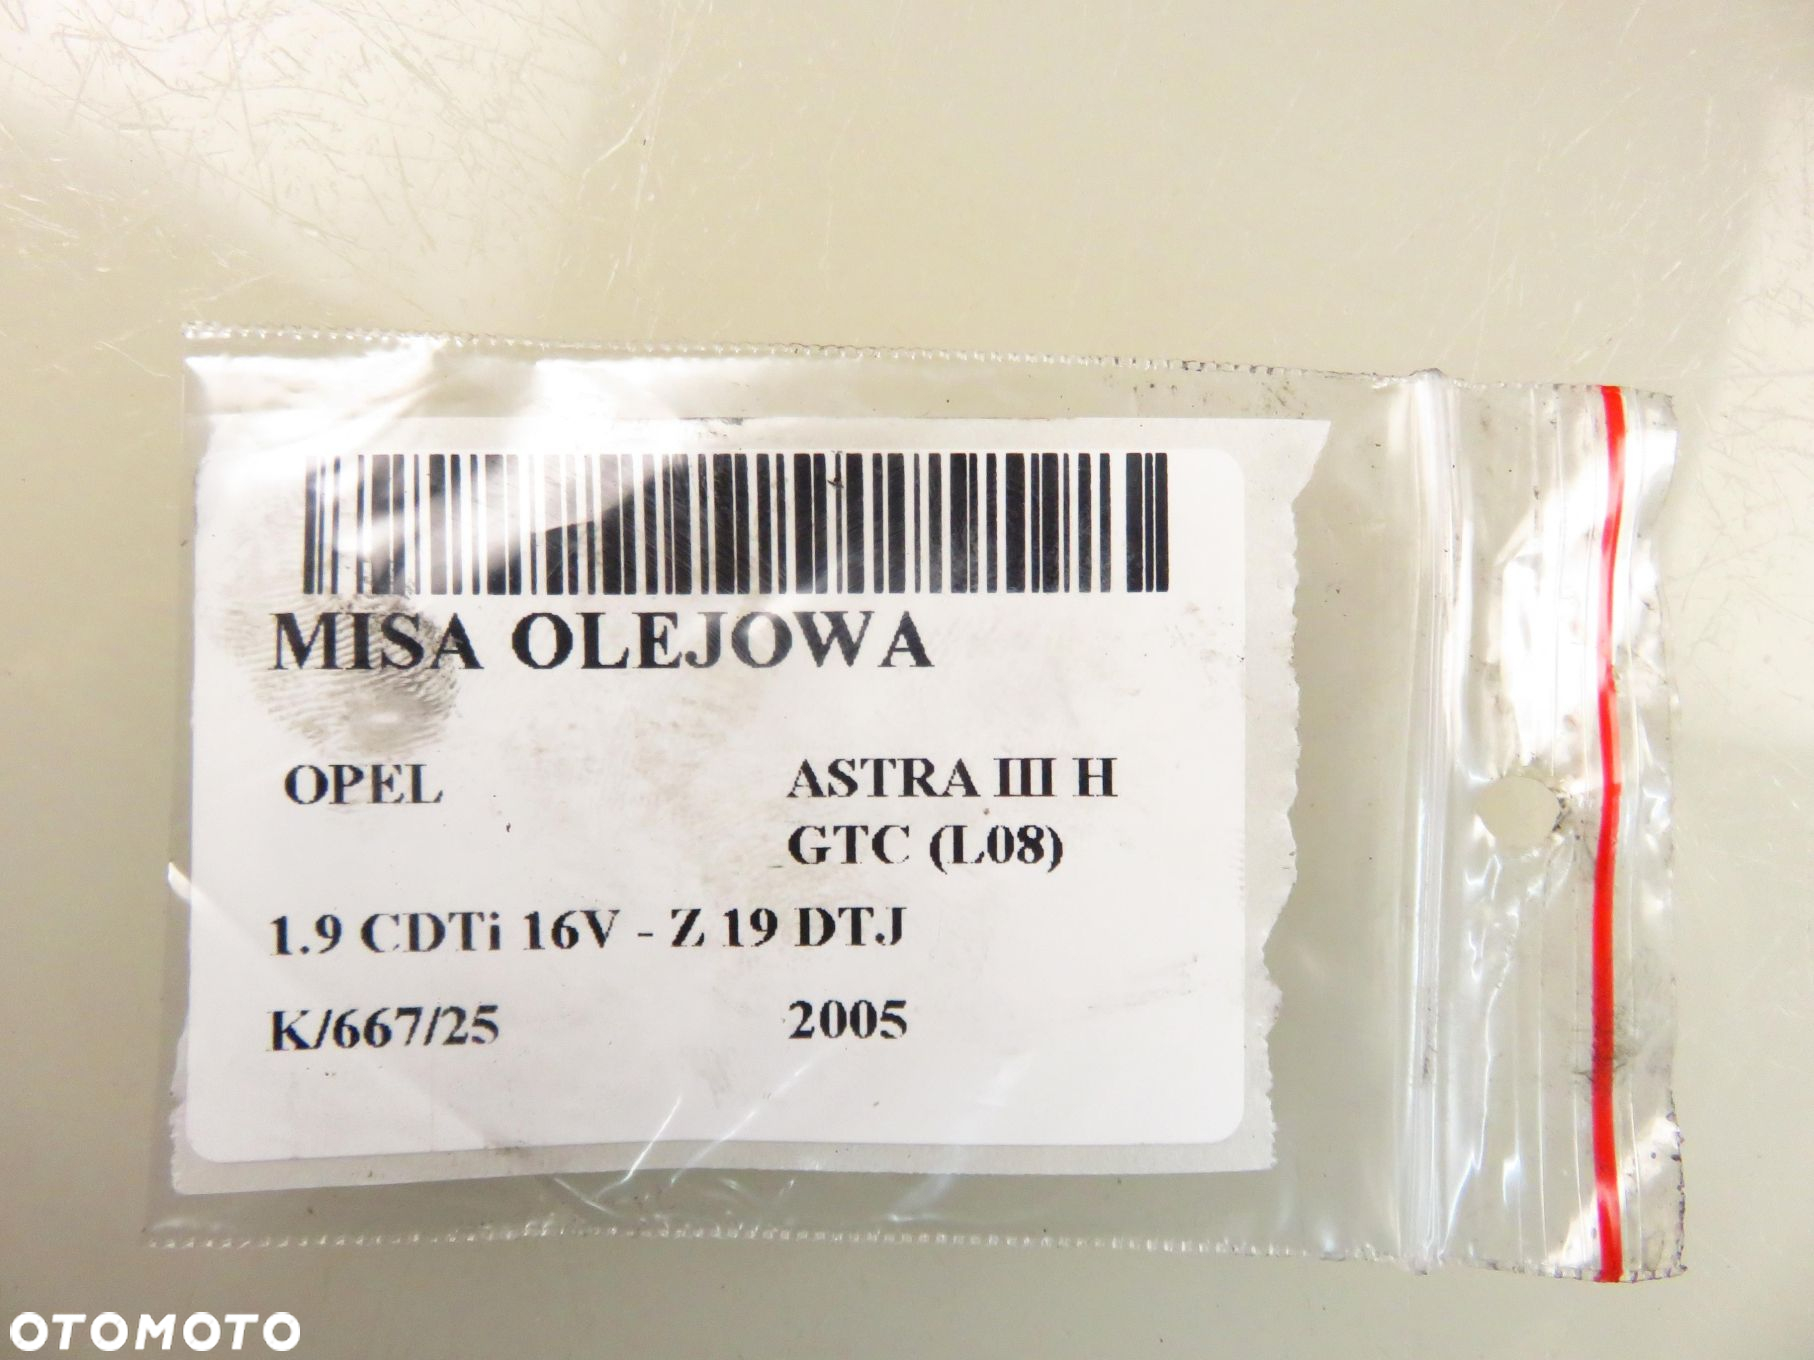 MISA OLEJOWA
OPEL ASTRA III H
GTC (L08)
1.9 CDTi 16V - Z 19 DTJ
K/667/25 2005
OTOMOTO